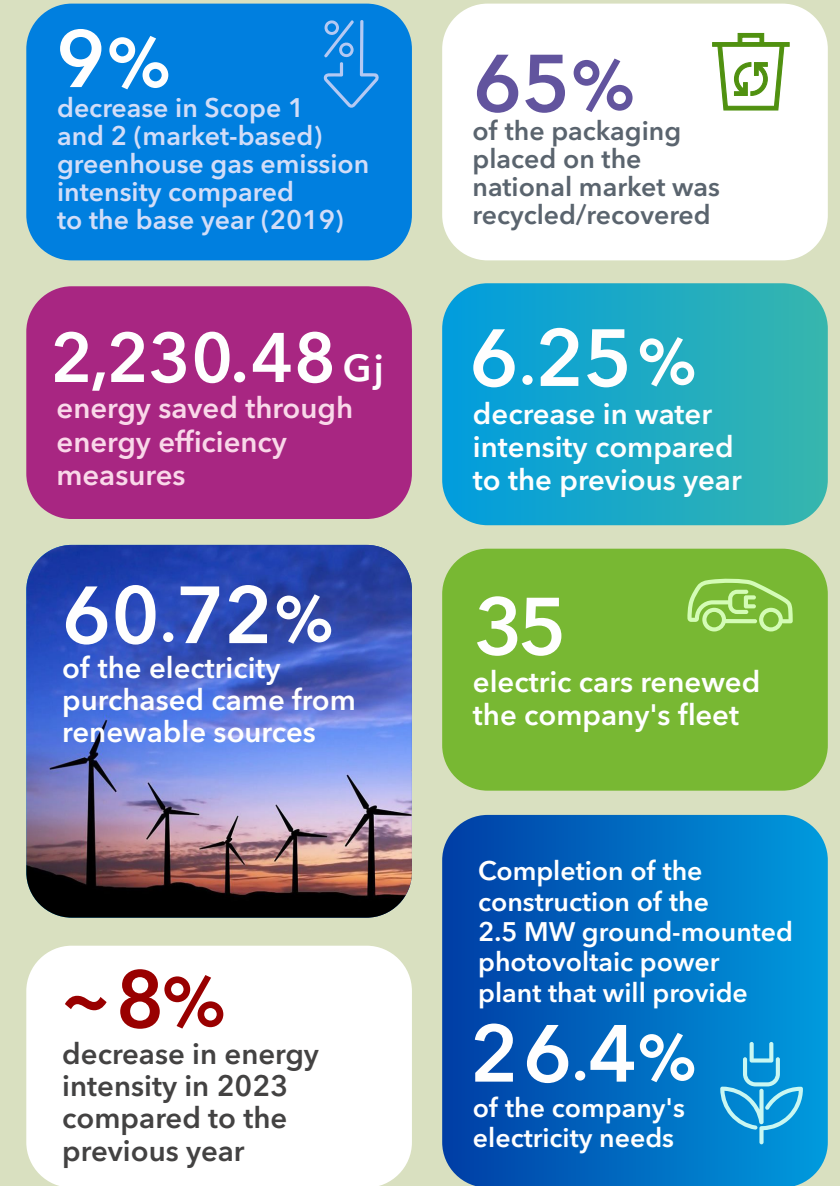 9%
decrease in Scope 1
and 2 (market-based)
greenhouse gas emission
intensity compared
to the base year (2019)
65%
of the packaging
placed on the
national market was
recycled/recovered
2,230.48 Gj
energy saved through
energy efficiency
measures
6.25%
decrease in water
intensity compared
to the previous year
60.72%
of the electricity
purchased came from
renewable sources
35
electric cars renewed
the company's fleet
~8%
decrease in energy
intensity in 2023
compared to the
previous year
Completion of the
construction of the
2.5 MW ground-mounted
photovoltaic power
plant that will provide
26.4%
of the company's
electricity needs